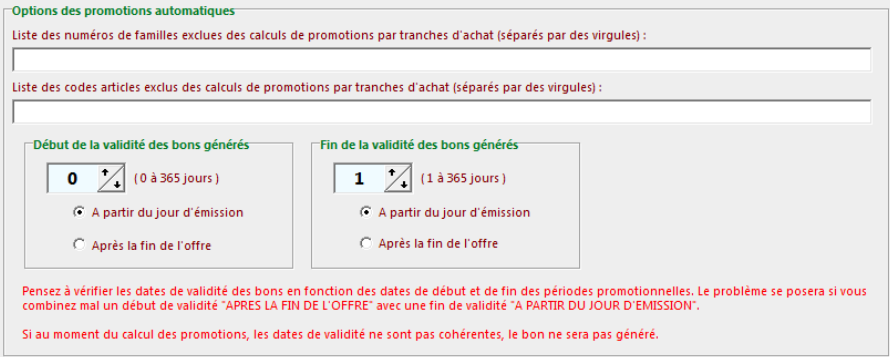 Options des promotions automatiques
Liste des numéros de familles exclues des calculs de promotions par tranches d'achat (séparés par des virgules) :
Liste des codes articles exclus des calculs de promotions par tranches d'achat (séparés par des virgules) :
Début de la validité des bons générés
0 ( 0 à 365 jours )
A partir du jour d'émission
Après la fin de l'offre
Fin de la validité des bons générés
1 ( 1 à 365 jours )
A partir du jour d'émission
Après la fin de l'offre
Pensez à vérifier les dates de validité des bons en fonction des dates de début et de fin des périodes promotionnelles. Le problème se posera si vous
combinez mal un début de validité "APRES LA FIN DE L'OFFRE" avec une fin de validité "A PARTIR DU JOUR D'EMISSION".
Si au moment du calcul des promotions, les dates de validité ne sont pas cohérentes, le bon ne sera pas généré.